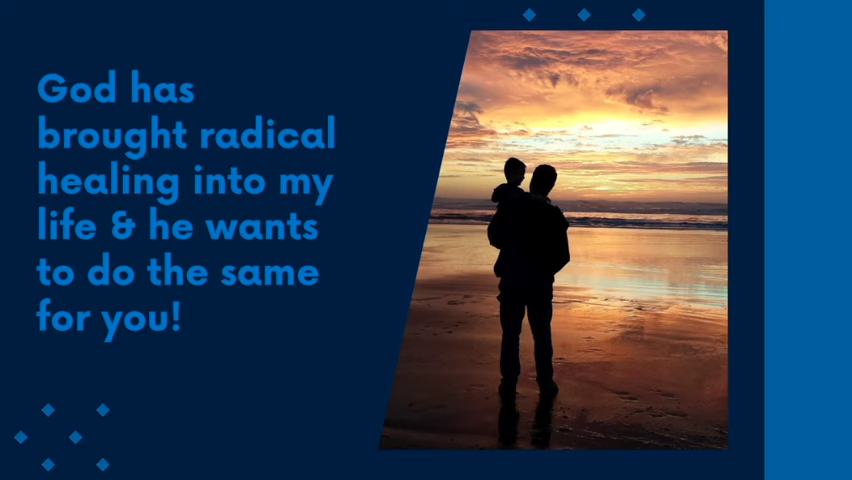 God has
brought radical
healing into my
life & he wants
to do the same
for you!